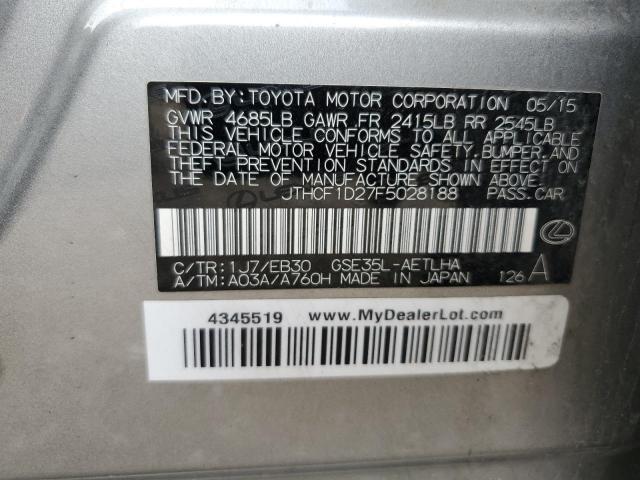 MFD. BY: TOYOTA MOTOR CORPORATION 05/15
GVWR 4685LB GAWR FR 2415LB RR 2545LB
THIS VEHICLE CONFORMS TO ALL APPLICABLE
FEDERAL MOTOR VEHICLE SAFETY, BUMPER, AND
THEFT PREVENTION STANDARDS IN EFFECT ON
THE DATE OF MANUFACTURE SHOWN ABOVE.
JTHCF1D27F5028188 PASS. CAR
C/TR: 1J7/EB30 GSE35L-AETLHA
A/TM: A03A/A760H MADE IN JAPAN 126 A
4345519 www.MyDealerLot.com